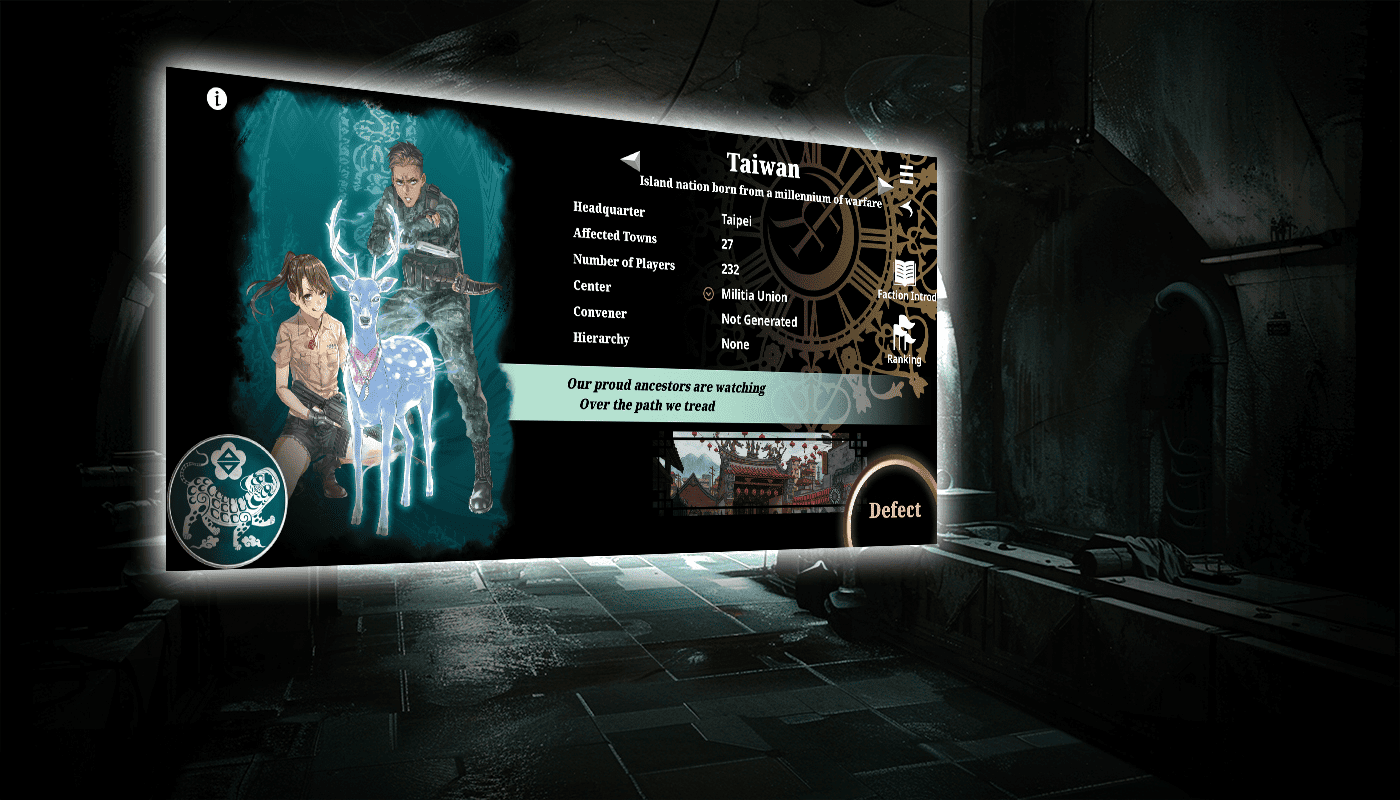 i
Taiwan
Island nation born from a millennium of warfare
Headquarter Taipei
Affected Towns 27
Number of Players 232
Center Militia Union
Convener Not Generated
Hierarchy None
Faction Introd
Ranking
Our proud ancestors are watching
Over the path we tread
Defect